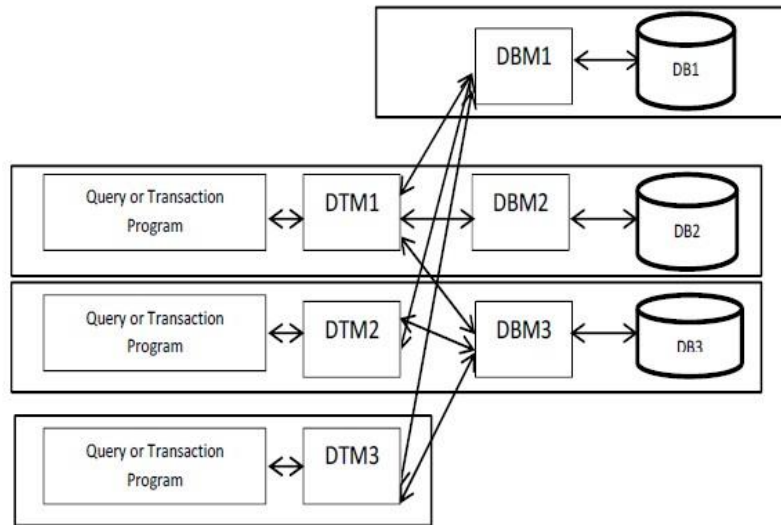 DBM1
DB1
Query or Transaction
Program
DTM1
DBM2
DB2
Query or Transaction
Program
DTM2
DBM3
DB3
Query or Transaction
Program
DTM3